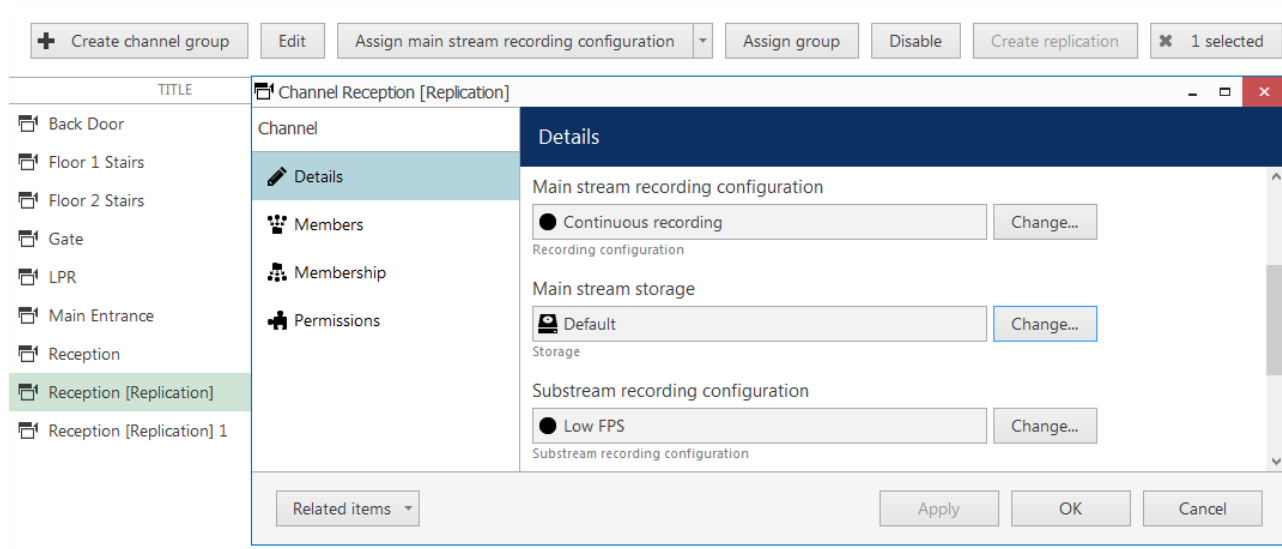 Create channel group Edit Assign main stream recording configuration Assign group Disable Create replication 1 selected
TITLE
Back Door
Floor 1 Stairs
Floor 2 Stairs
Gate
LPR
Main Entrance
Reception
Reception [Replication]
Reception [Replication] 1
Channel Reception [Replication]
Channel
Details
Members
Membership
Permissions
Details
Main stream recording configuration
Continuous recording Change...
Recording configuration
Main stream storage
Default Change...
Storage
Substream recording configuration
Low FPS Change...
Substream recording configuration
Related items Apply OK Cancel